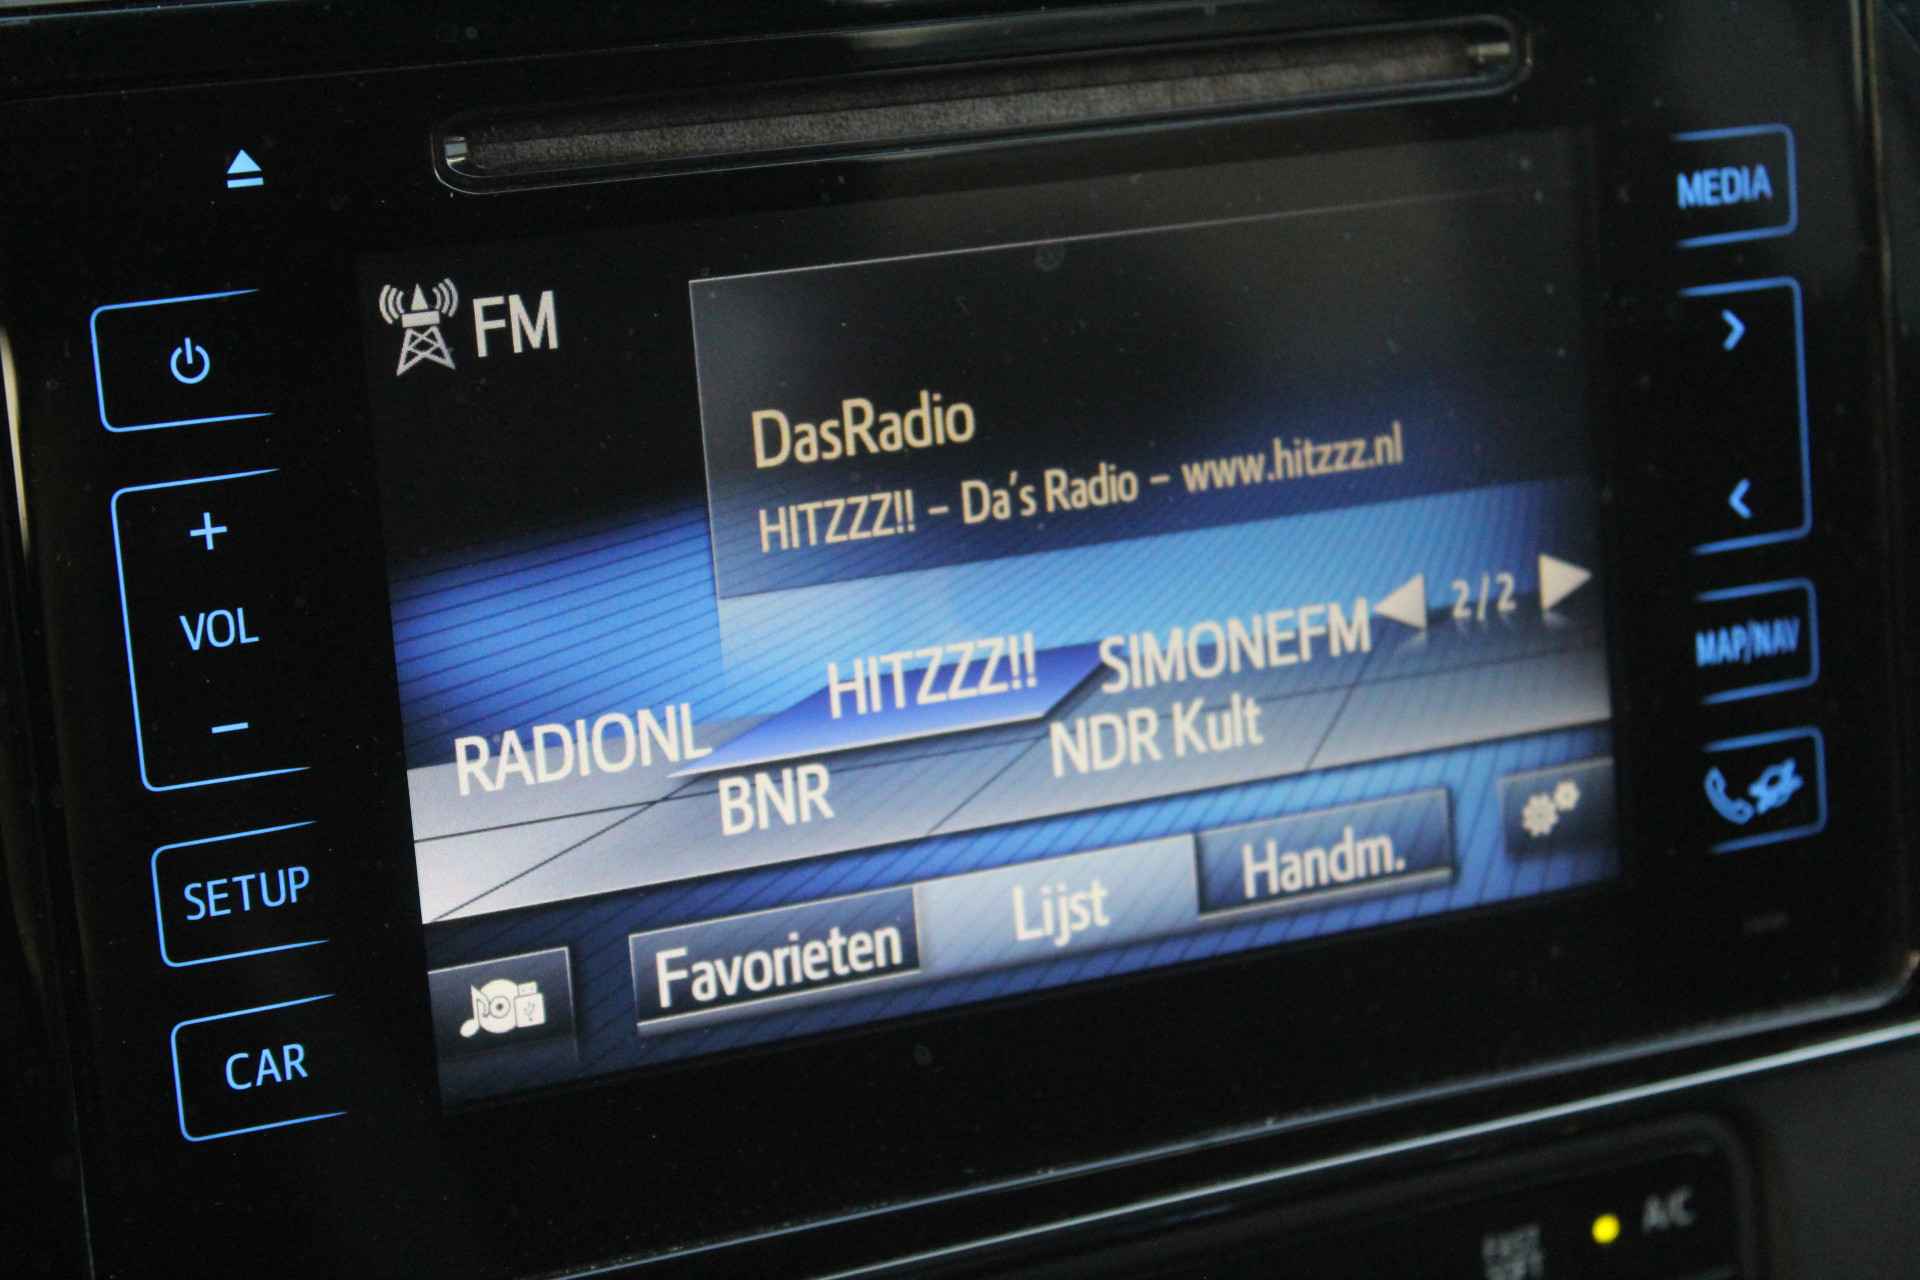 MEDIA
FM
DasRadio
HITZZZ!! – Da's Radio – www.hitzzz.nl
+
VOL
–
2/2
HITZZZ!! SIMONEFM
RADIONL
BNR NDR Kult
MAP/NAV
SETUP
Favorieten Lijst Handm.
CAR
A/C